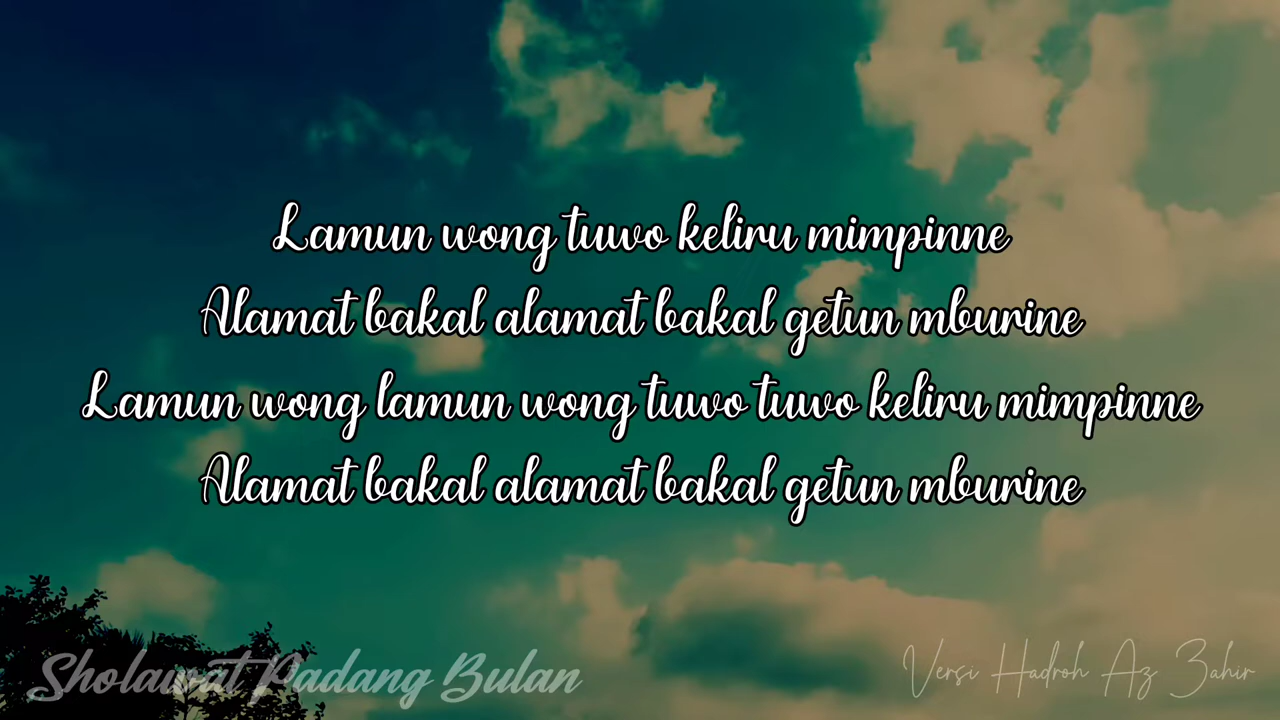 Lamun wong tuwo keliru mimpinne
Alamat bakal alamat bakal getun mburine
Lamun wong lamun wong tuwo tuwo keliru mimpinne
Alamat bakal alamat bakal getun mburine
Sholawat Padang Bulan
Versi Hadroh Az Zahir